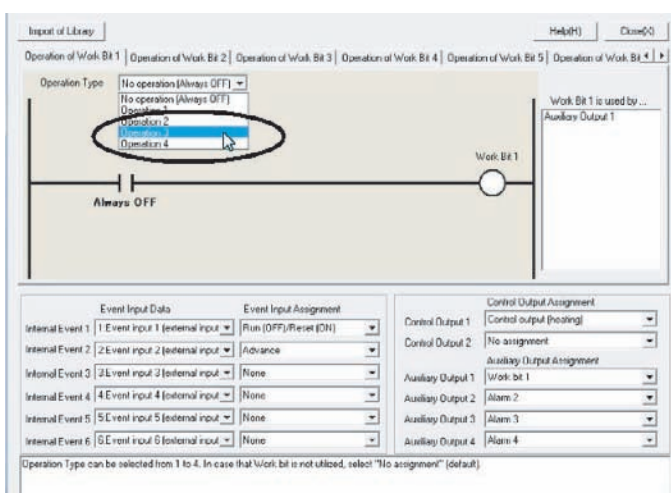 Import of Library
Help(H)
Close(X)
Operation of Work Bit 1
Operation of Work Bit 2
Operation of Work Bit 3
Operation of Work Bit 4
Operation of Work Bit 5
Operation of Work Bit
Operation Type
No operation (Always OFF)
No operation (Always OFF)
Operation 1
Operation 2
Operation 3
Operation 4
Work Bit 1 is used by ...
Auxiliary Output 1
Work Bit 1
Always OFF
Event Input Data
Event Input Assignment
Internal Event 1
1:Event input 1 (external input
Run (OFF)/Reset (ON)
Internal Event 2
2:Event input 2 (external input
Advance
Internal Event 3
3:Event input 3 (external input
None
Internal Event 4
4:Event input 4 (external input
None
Internal Event 5
5:Event input 5 (external input
None
Internal Event 6
6:Event input 6 (external input
None
Control Output Assignment
Control Output 1
Control output (heating)
Control Output 2
No assignment
Auxiliary Output Assignment
Auxiliary Output 1
Work bit 1
Auxiliary Output 2
Alarm 2
Auxiliary Output 3
Alarm 3
Auxiliary Output 4
Alarm 4
Operation Type can be selected from 1 to 4. In case that Work bit is not utilized, select "No assignment" (default).